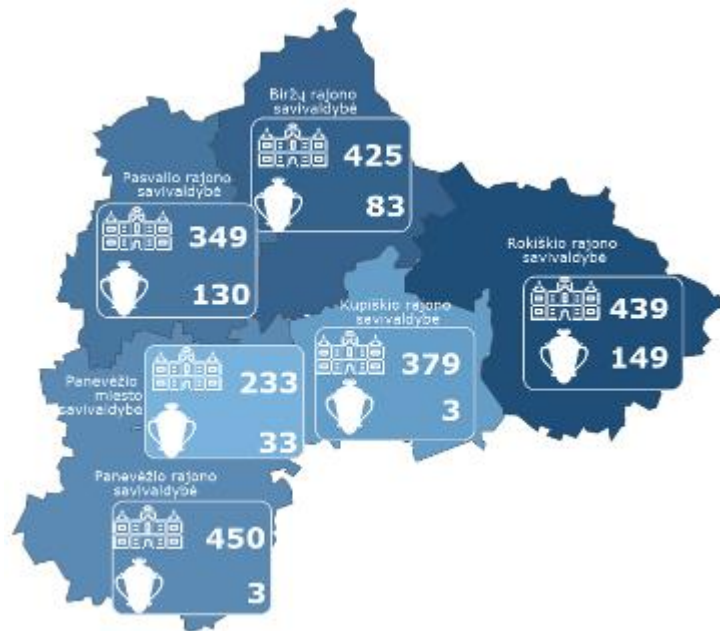 Biržų rajono
savivaldybė
425
83
Pasvalio rajono
savivaldybė
349
130
Rokiškio rajono
savivaldybė
439
149
Kupiškio rajono
savivaldybė
379
3
Panevėžio
miesto
savivaldybė
233
33
Panevėžio rajono
savivaldybė
450
3